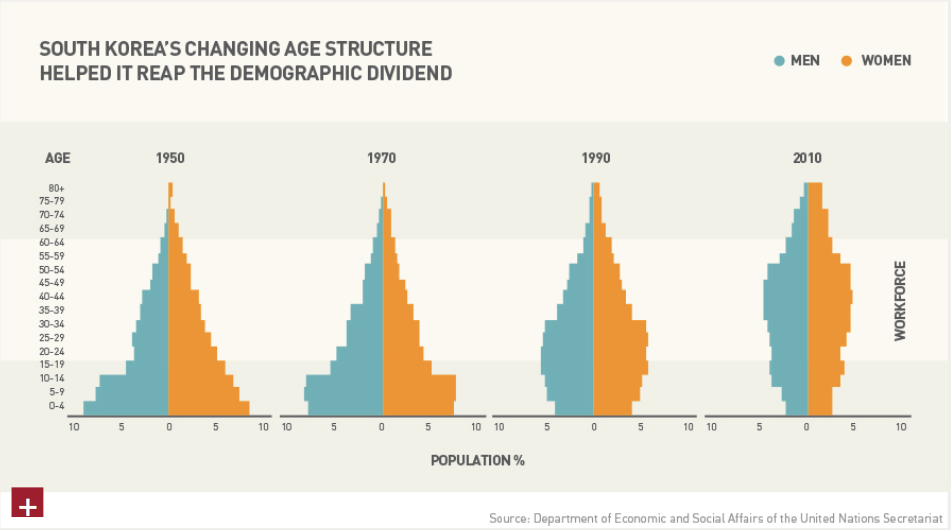 SOUTH KOREA'S CHANGING AGE STRUCTURE
HELPED IT REAP THE DEMOGRAPHIC DIVIDEND
MEN WOMEN
AGE 1950 1970 1990 2010
80+
75-79
70-74
65-69
60-64
55-59
50-54
45-49
40-44
35-39
30-34
25-29
20-24
15-19
10-14
5-9
0-4
WORKFORCE
10 5 0 5 10 10 5 0 5 10 10 5 0 5 10 10 5 0 5 10
POPULATION %
Source: Department of Economic and Social Affairs of the United Nations Secretariat